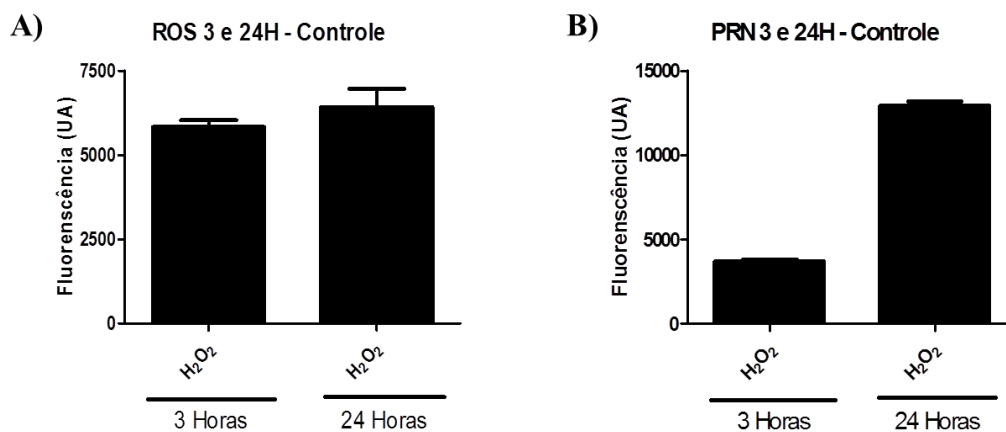 A)
ROS 3 e 24H - Controle
Fluorenscência (UA)
7500
5000
2500
0
H₂O₂
H₂O₂
3 Horas
24 Horas
B)
PRN 3 e 24H - Controle
Fluorenscência (UA)
15000
10000
5000
0
H₂O₂
H₂O₂
3 Horas
24 Horas